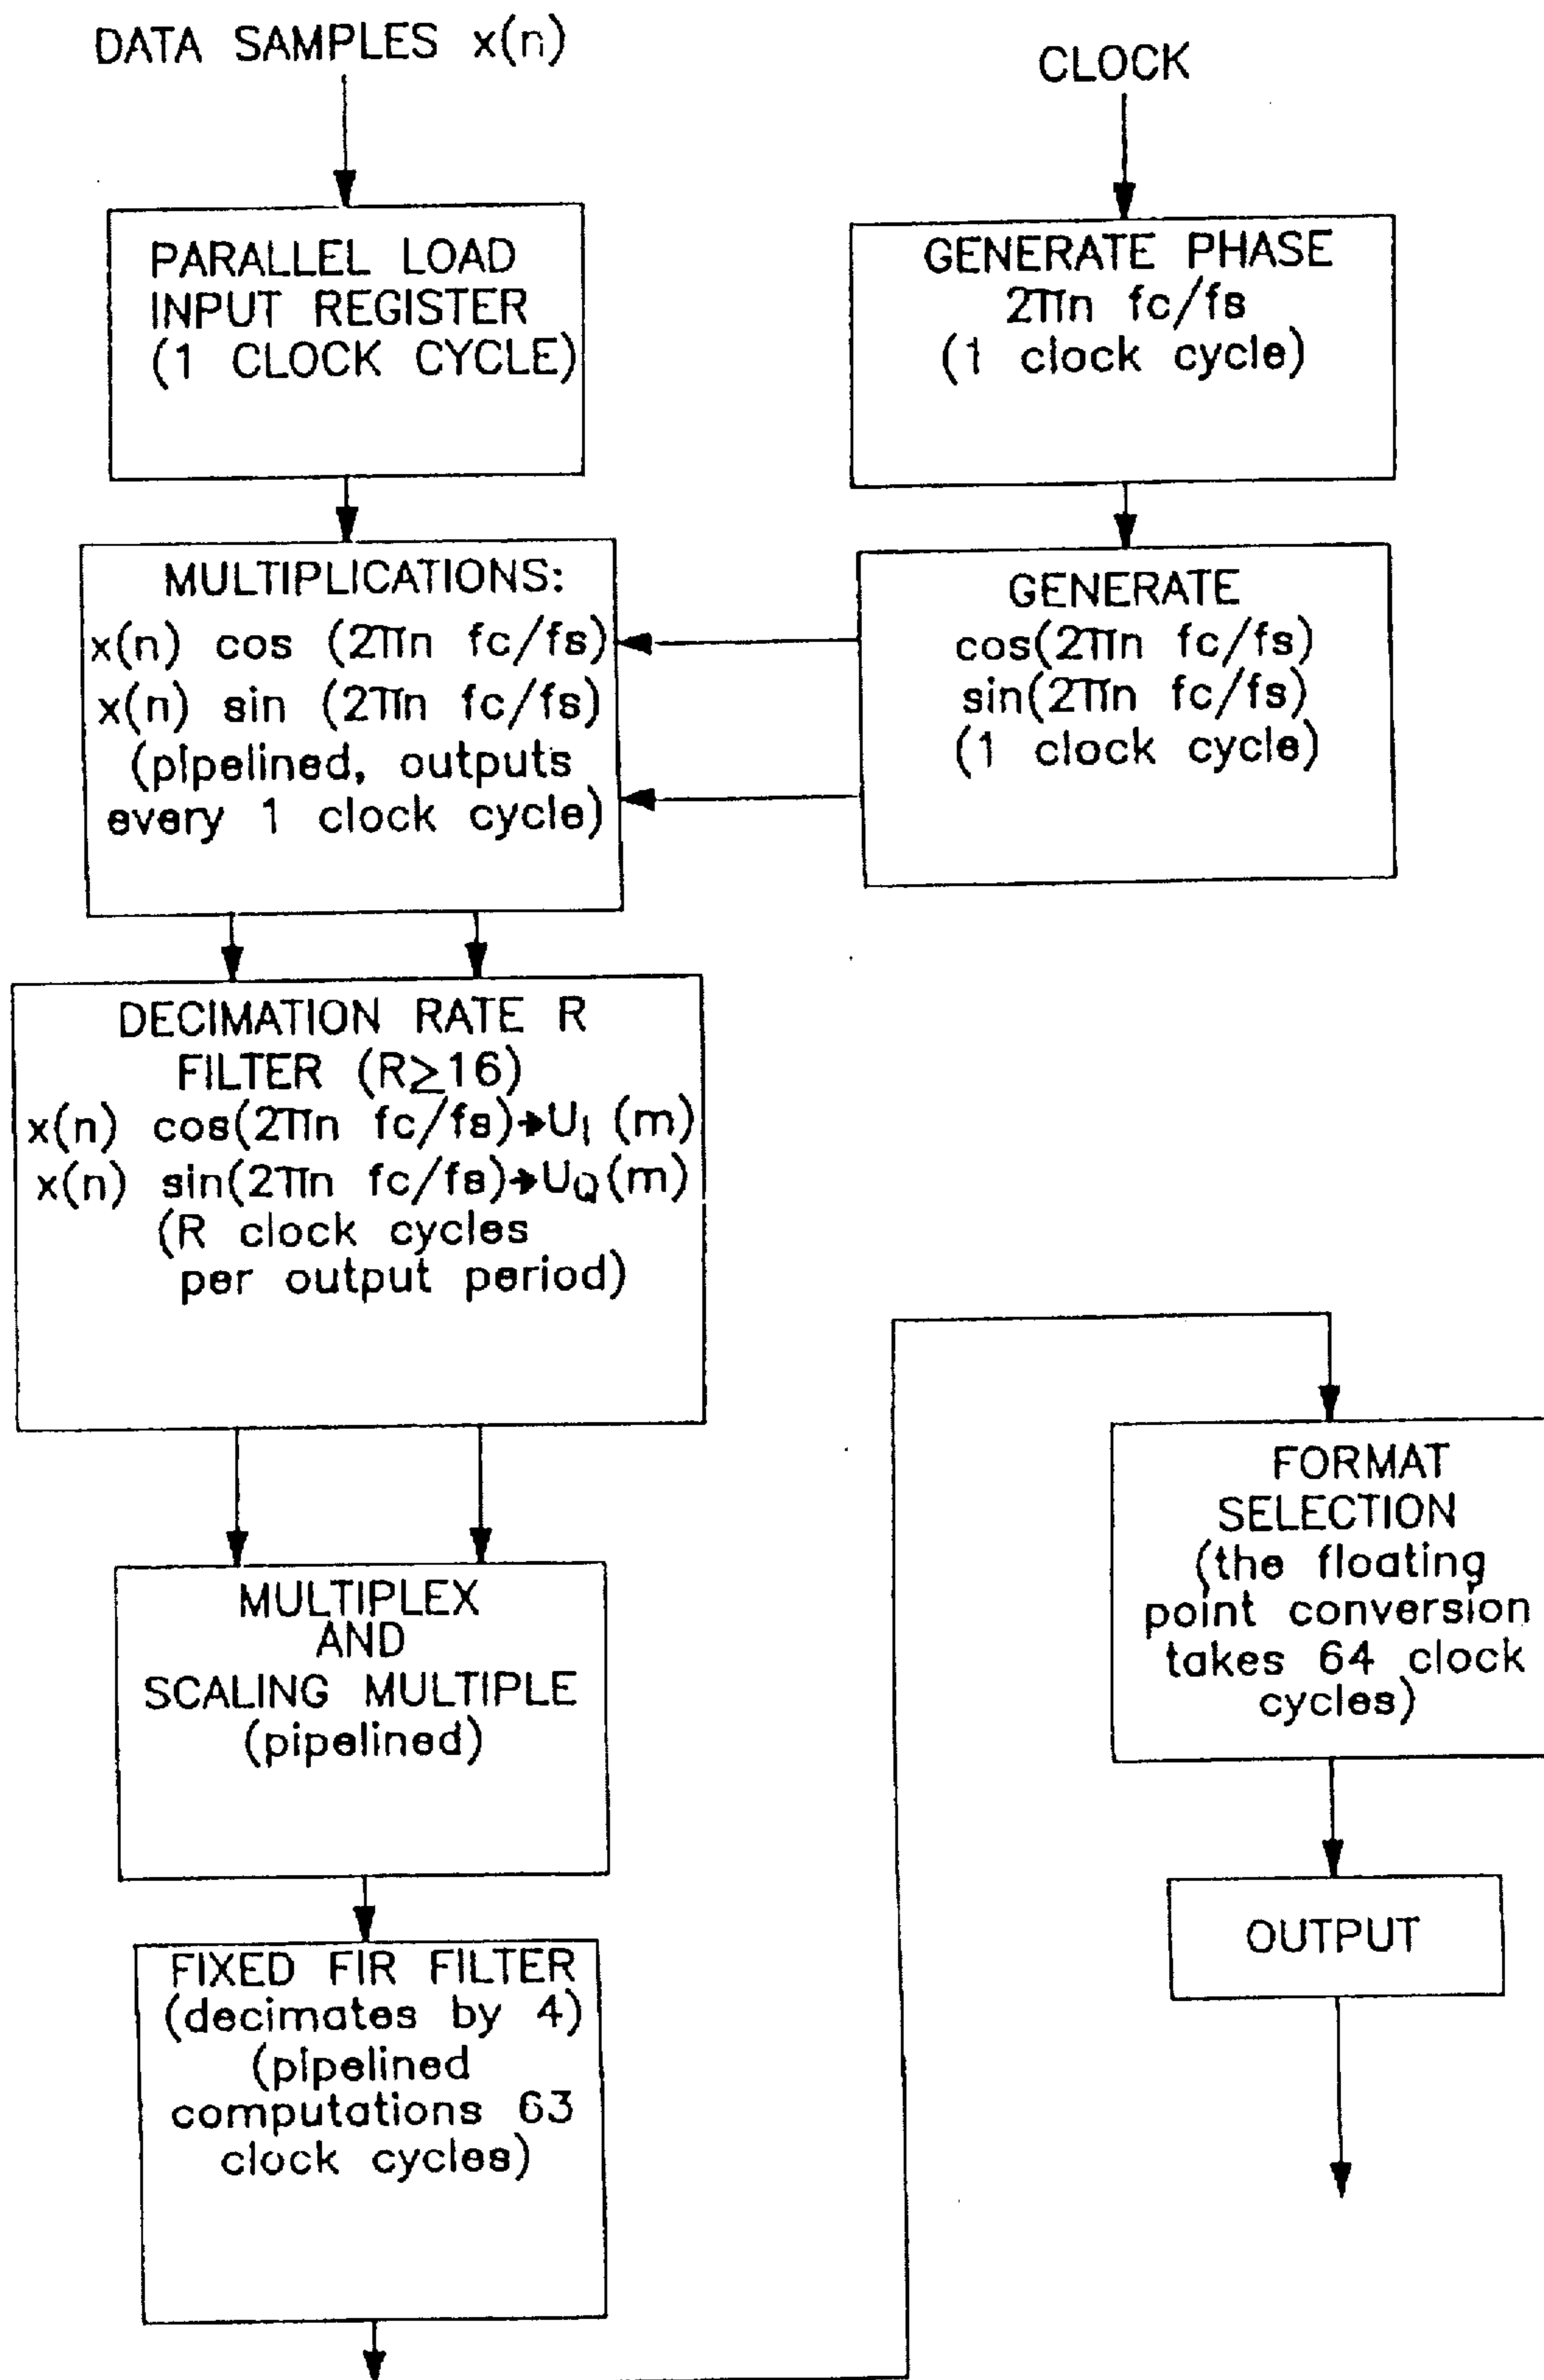 DATA SAMPLES x(n)
CLOCK
PARALLEL LOAD
INPUT REGISTER
(1 CLOCK CYCLE)
GENERATE PHASE
2πn fc/fs
(1 clock cycle)
MULTIPLICATIONS:
x(n) cos (2πn fc/fs)
x(n) sin (2πn fc/fs)
(pipelined, outputs
every 1 clock cycle)
GENERATE
cos(2πn fc/fs)
sin(2πn fc/fs)
(1 clock cycle)
DECIMATION RATE R
FILTER (R≥16)
x(n) cos(2πn fc/fs)→U_I (m)
x(n) sin(2πn fc/fs)→U_Q(m)
(R clock cycles
per output period)
MULTIPLEX
AND
SCALING MULTIPLE
(pipelined)
FIXED FIR FILTER
(decimates by 4)
(pipelined
computations 63
clock cycles)
FORMAT
SELECTION
(the floating
point conversion
takes 64 clock
cycles)
OUTPUT